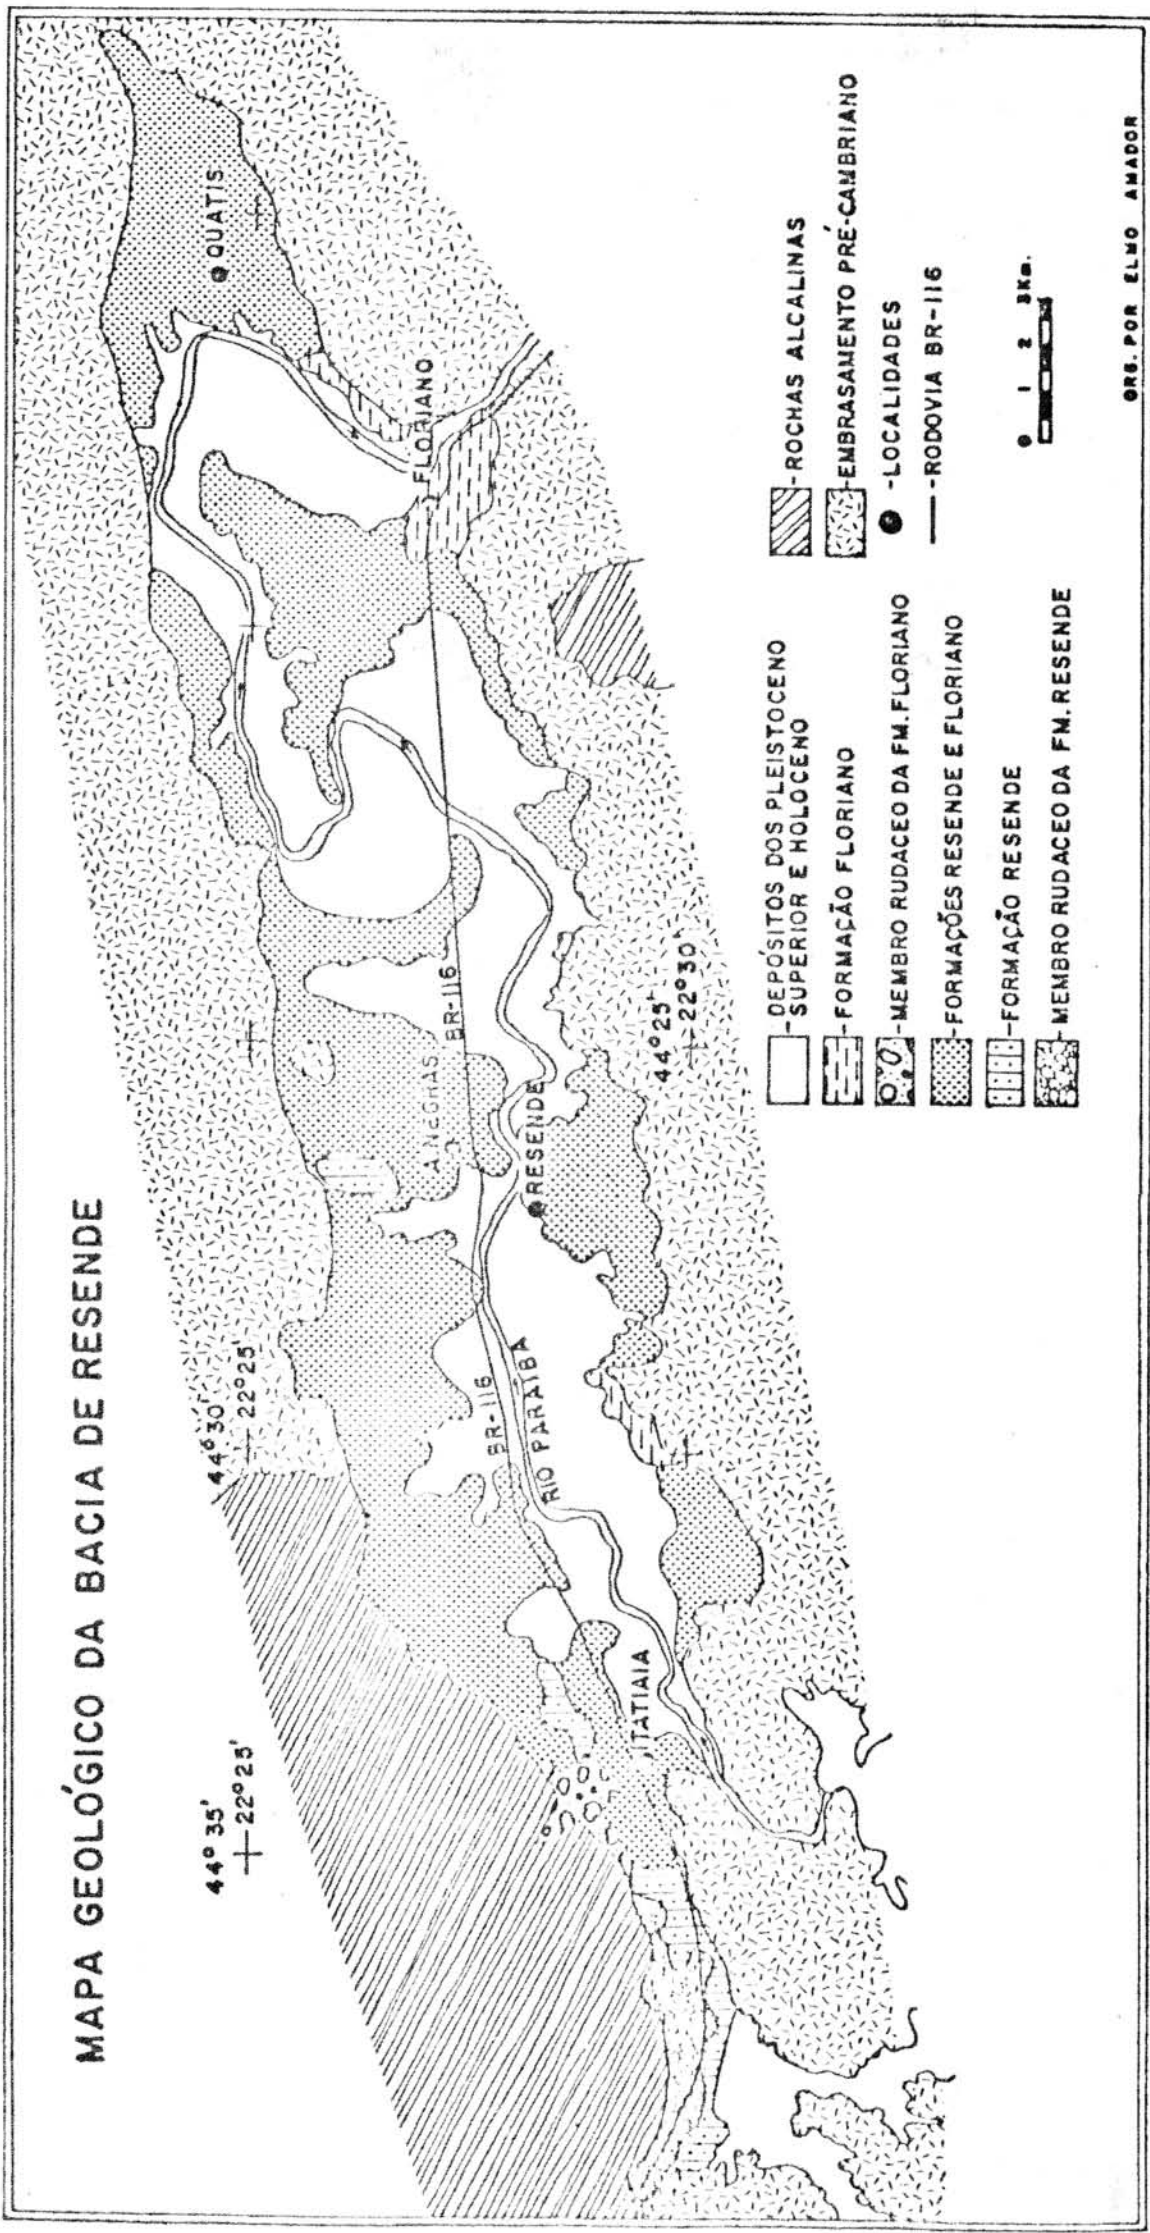 MAPA GEOLÓGICO DA BACIA DE RESENDE
44° 35'
22° 25'
44° 30'
22° 25'
QUATIS
FLORIANO
BR-116
A. NEGRAS
RESENDE
BR-116
RIO PARAIBA
ITATIAIA
44° 25'
22° 30'
-DEPÓSITOS DOS PLEISTOCENO
SUPERIOR E HOLOCENO
-FORMAÇÃO FLORIANO
-MEMBRO RUDACEO DA FM. FLORIANO
-FORMAÇÕES RESENDE E FLORIANO
-FORMAÇÃO RESENDE
-MEMBRO RUDACEO DA FM. RESENDE
-ROCHAS ALCALINAS
-EMBRASAMENTO PRÉ-CAMBRIANO
-LOCALIDADES
-RODOVIA BR-116
0 1 2 3Km.
ORG. POR ELMO AMADOR